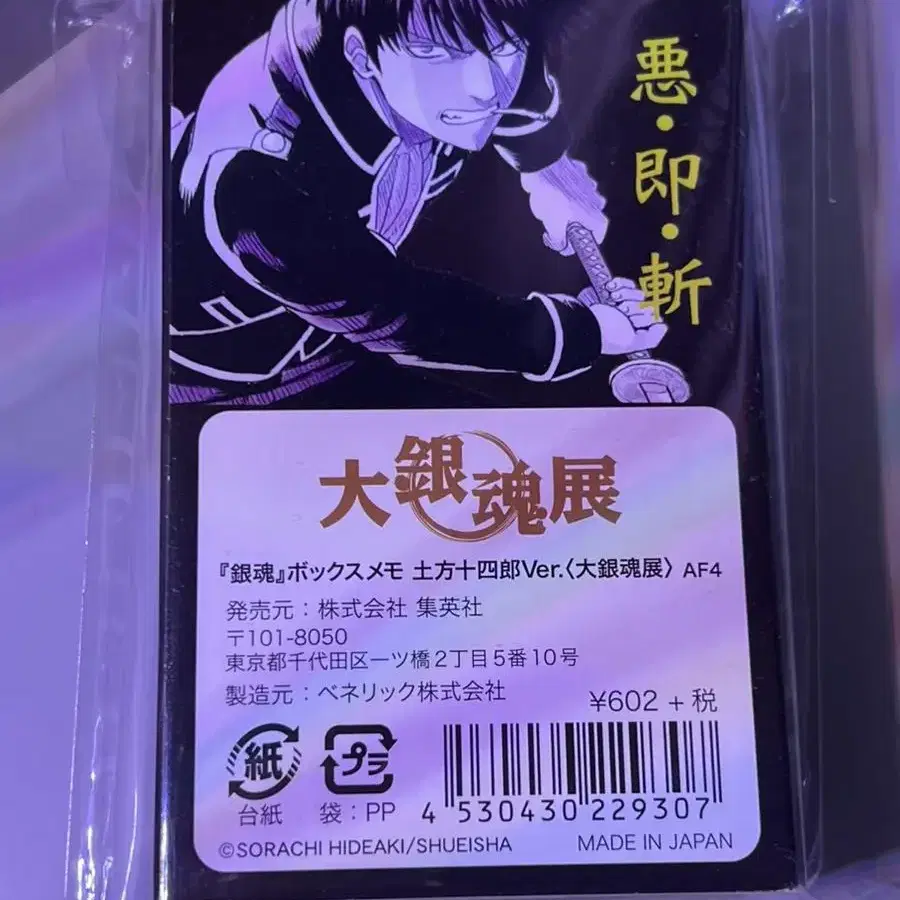 悪・即・斬
大銀魂展
『銀魂』ボックスメモ 土方十四郎Ver.〈大銀魂展〉 AF4
発売元：株式会社 集英社
〒101-8050
東京都千代田区一ツ橋2丁目5番10号
製造元：ベネリック株式会社
¥602 + 税
紙
プラ
台紙
袋：PP
4 530430 229307
©SORACHI HIDEAKI/SHUEISHA
MADE IN JAPAN